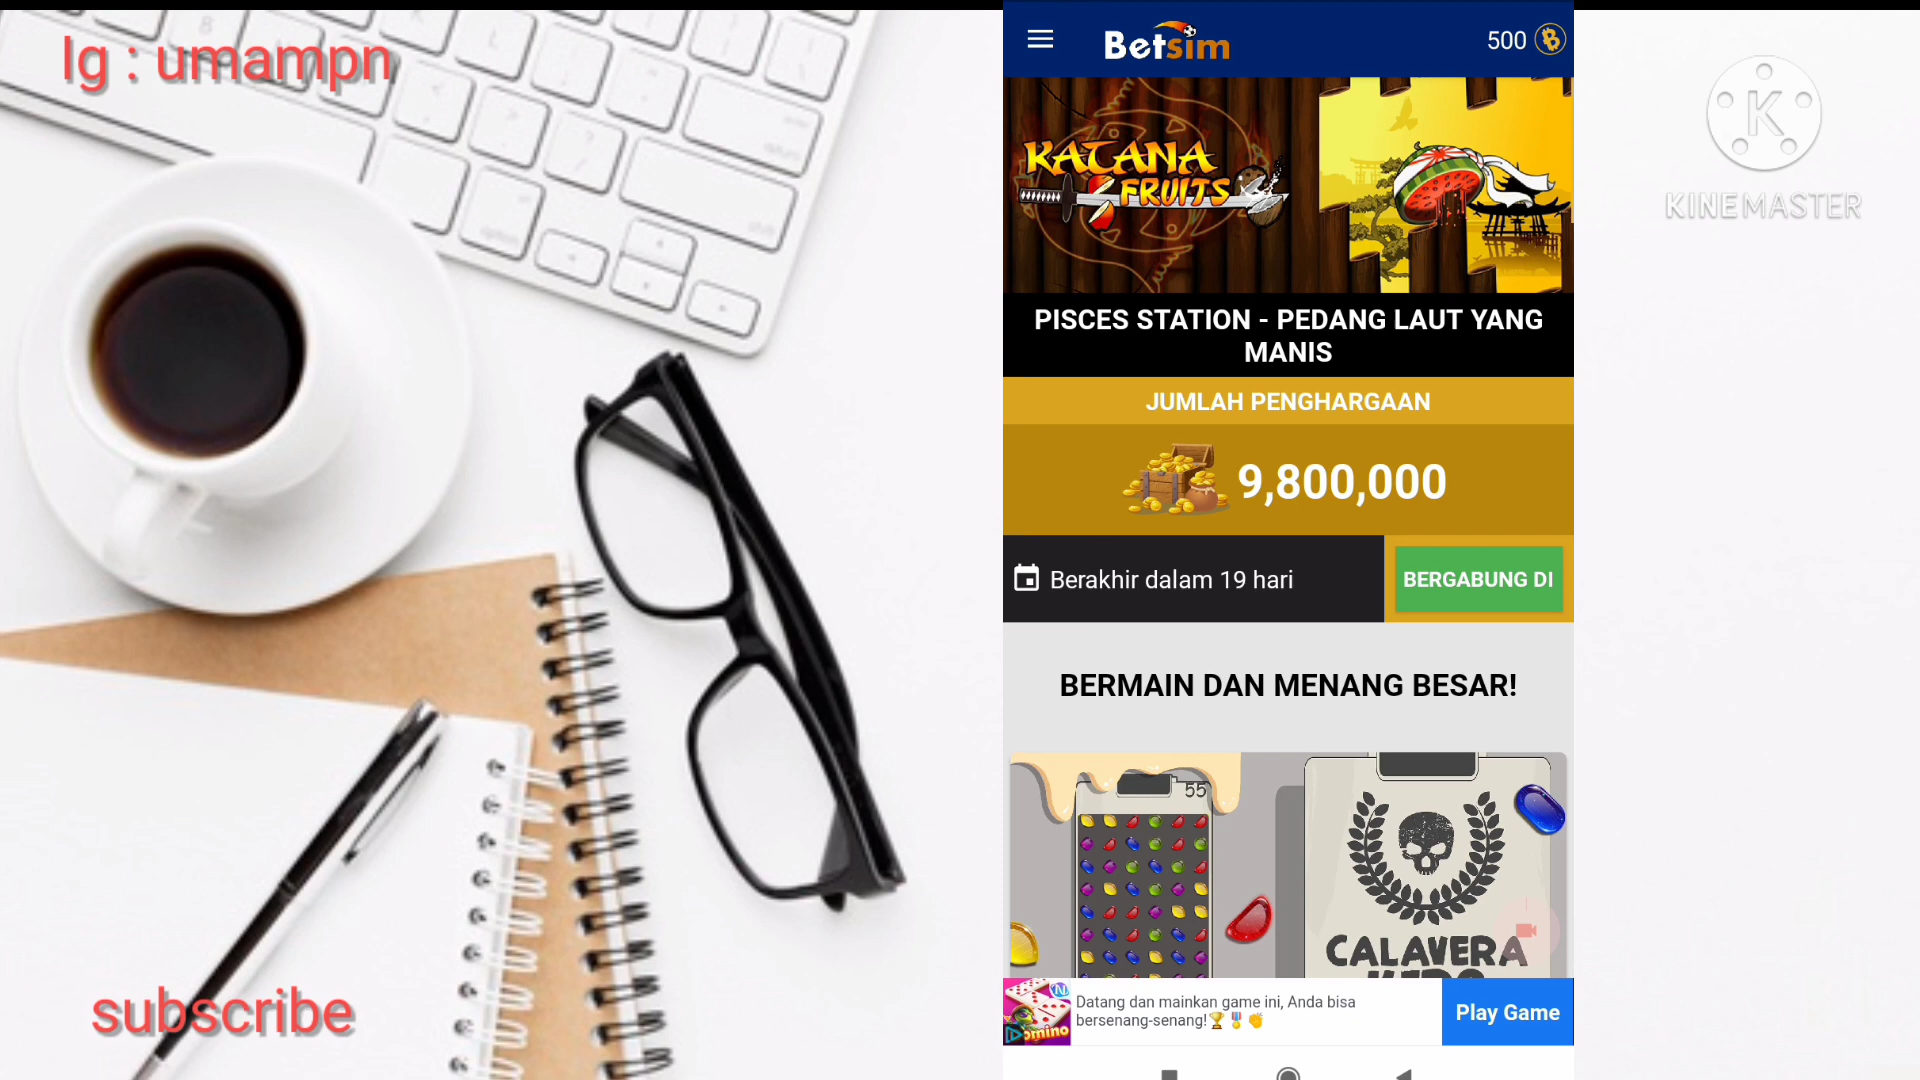 Ig : umampn
subscribe
Betsim
500
KATANA
FRUITS
PISCES STATION - PEDANG LAUT YANG
MANIS
JUMLAH PENGHARGAAN
9,800,000
Berakhir dalam 19 hari
BERGABUNG DI
BERMAIN DAN MENANG BESAR!
55
CALAVERA
Datang dan mainkan game ini, Anda bisa
bersenang-senang!🏆🎖👏
Play Game
K
KINEMASTER